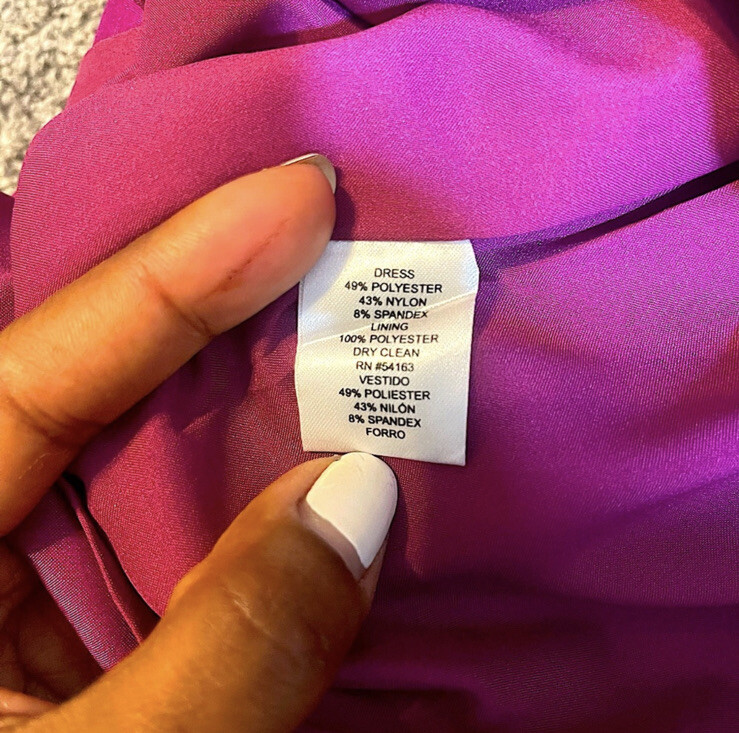 DRESS
49% POLYESTER
43% NYLON
8% SPANDEX
LINING
100% POLYESTER
DRY CLEAN
RN #54163
VESTIDO
49% POLIESTER
43% NILÓN
8% SPANDEX
FORRO